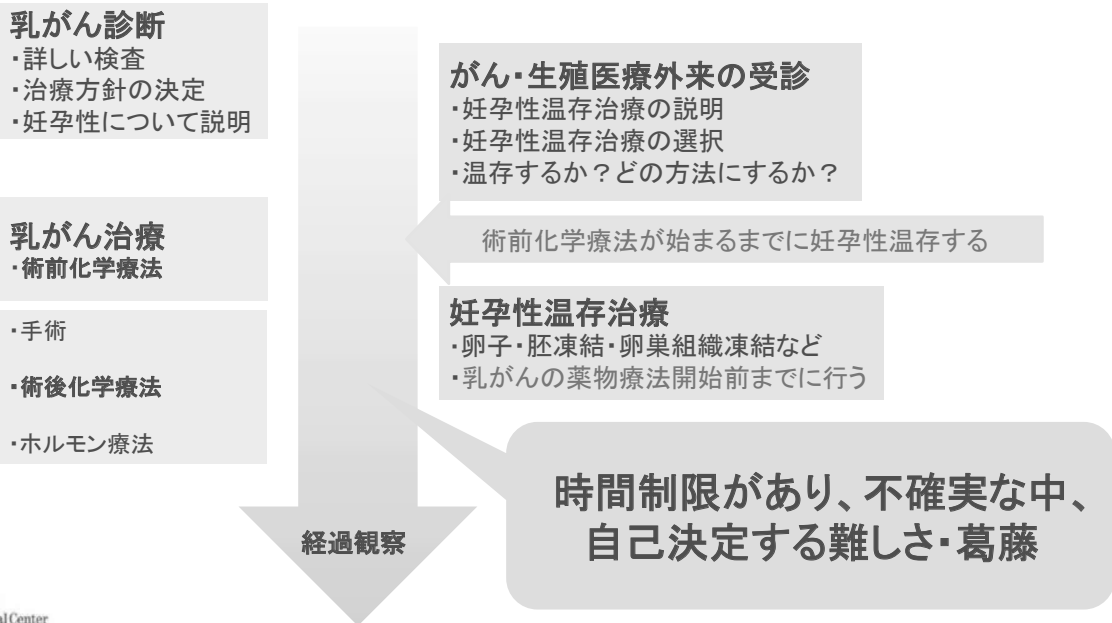 乳がん診断
・詳しい検査
・治療方針の決定
・妊孕性について説明
がん・生殖医療外来の受診
・妊孕性温存治療の説明
・妊孕性温存治療の選択
・温存するか?どの方法にするか?
術前化学療法が始まるまでに妊孕性温存する
乳がん治療
・術前化学療法
・手術
・術後化学療法
・ホルモン療法
妊孕性温存治療
・卵子・胚凍結・卵巣組織凍結など
・乳がんの薬物療法開始前までに行う
時間制限があり、不確実な中、
自己決定する難しさ・葛藤
経過観察
Center